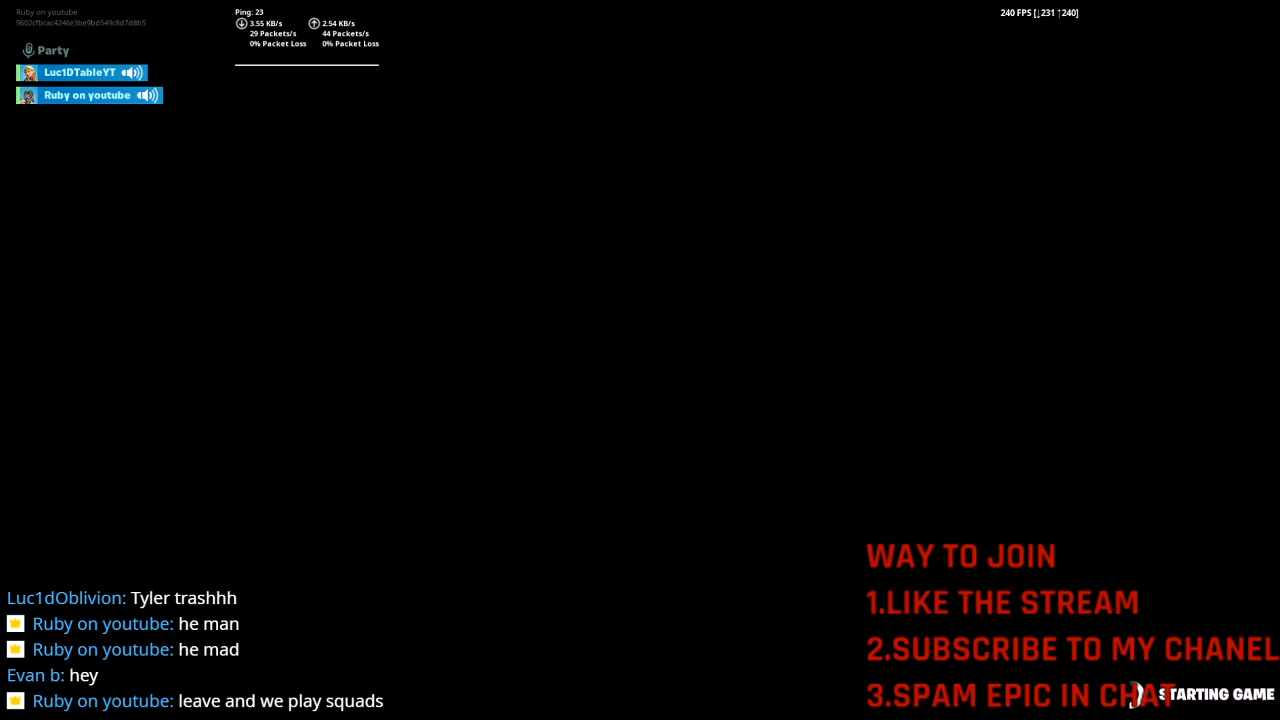 Ruby on youtube
Ping: 23
240 FPS [↓231 ↑240]
3.55 KB/s
2.54 KB/s
29 Packets/s
44 Packets/s
0% Packet Loss
0% Packet Loss
Party
Luc1DTableYT
Ruby on youtube
WAY TO JOIN
1.LIKE THE STREAM
2.SUBSCRIBE TO MY CHANEL
3.SPAM EPIC IN CHAT
STARTING GAME
Luc1dOblivion: Tyler trashhh
Ruby on youtube: he man
Ruby on youtube: he mad
Evan b: hey
Ruby on youtube: leave and we play squads